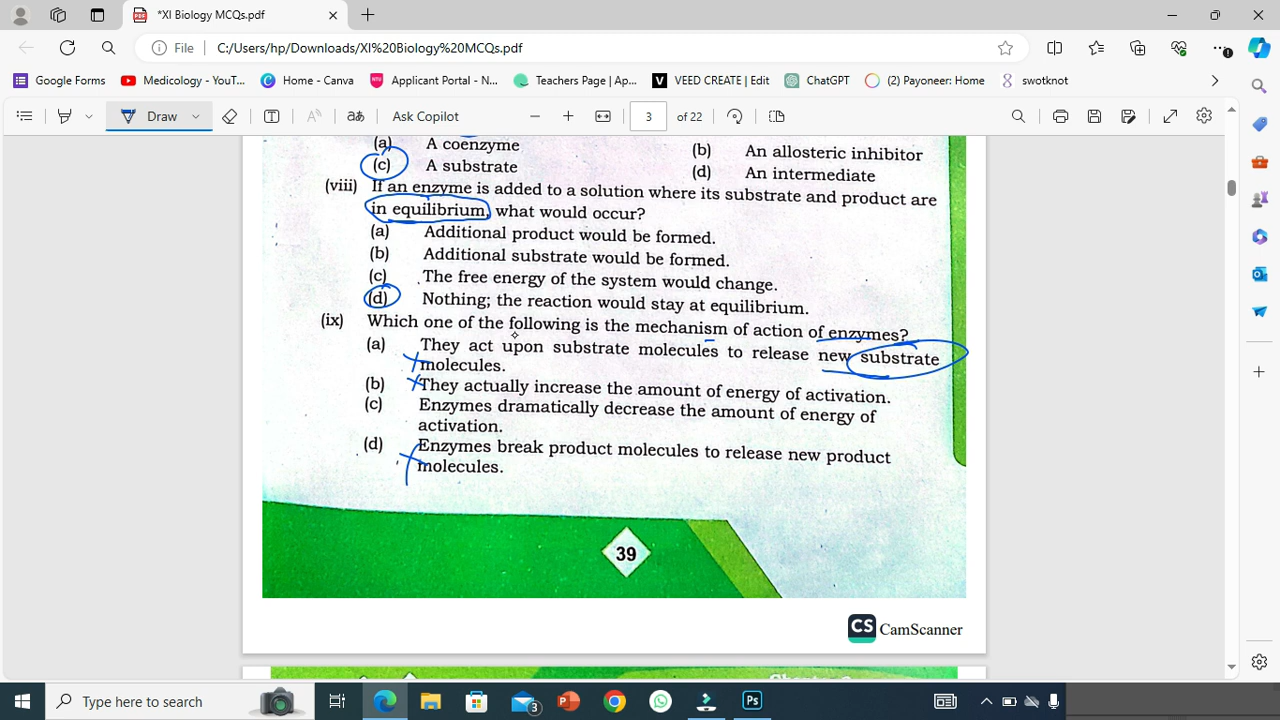 *XI Biology MCQs.pdf
File C:/Users/hp/Downloads/XI%20Biology%20MCQs.pdf
Google Forms Medicology - YouT... Home - Canva Applicant Portal - N... Teachers Page | Ap... VEED CREATE | Edit ChatGPT (2) Payoneer: Home swotknot
Draw Ask Copilot 3 of 22
(a) A coenzyme (b) An allosteric inhibitor
(c) A substrate (d) An intermediate
(viii) If an enzyme is added to a solution where its substrate and product are
in equilibrium, what would occur?
(a) Additional product would be formed.
(b) Additional substrate would be formed.
(c) The free energy of the system would change.
(d) Nothing; the reaction would stay at equilibrium.
(ix) Which one of the following is the mechanism of action of enzymes?
(a) They act upon substrate molecules to release new substrate
molecules.
(b) They actually increase the amount of energy of activation.
(c) Enzymes dramatically decrease the amount of energy of
activation.
(d) Enzymes break product molecules to release new product
molecules.
39
CS CamScanner
Type here to search
3
Ps